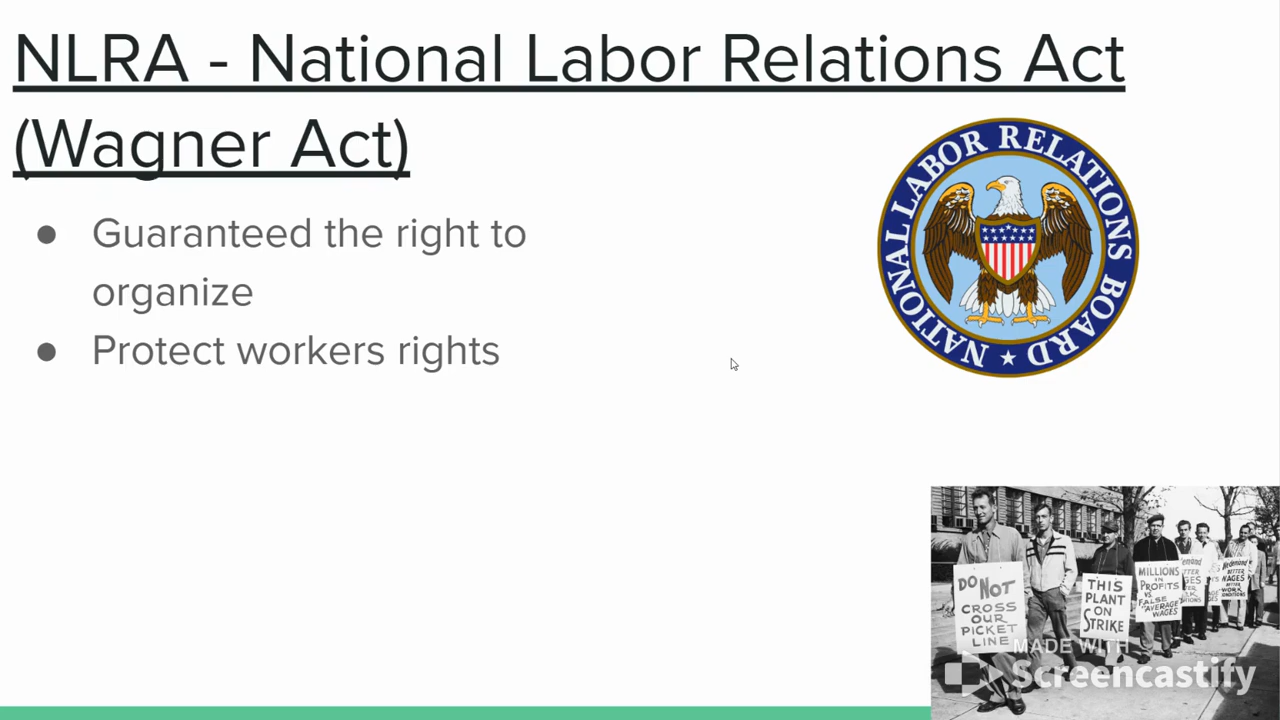 NLRA - National Labor Relations Act
(Wagner Act)
● Guaranteed the right to
organize
● Protect workers rights
NATIONAL LABOR RELATIONS BOARD ★
DO NOT
CROSS
OUR
PICKET
LINE
THIS
PLANT
ON
STRIKE
MILLIONS
IN
PROFITS
VS
FALSE
"AVERAGE
WAGES
BETTER
WAGES
BETTER
WORK
MADE WITH
Screencastify